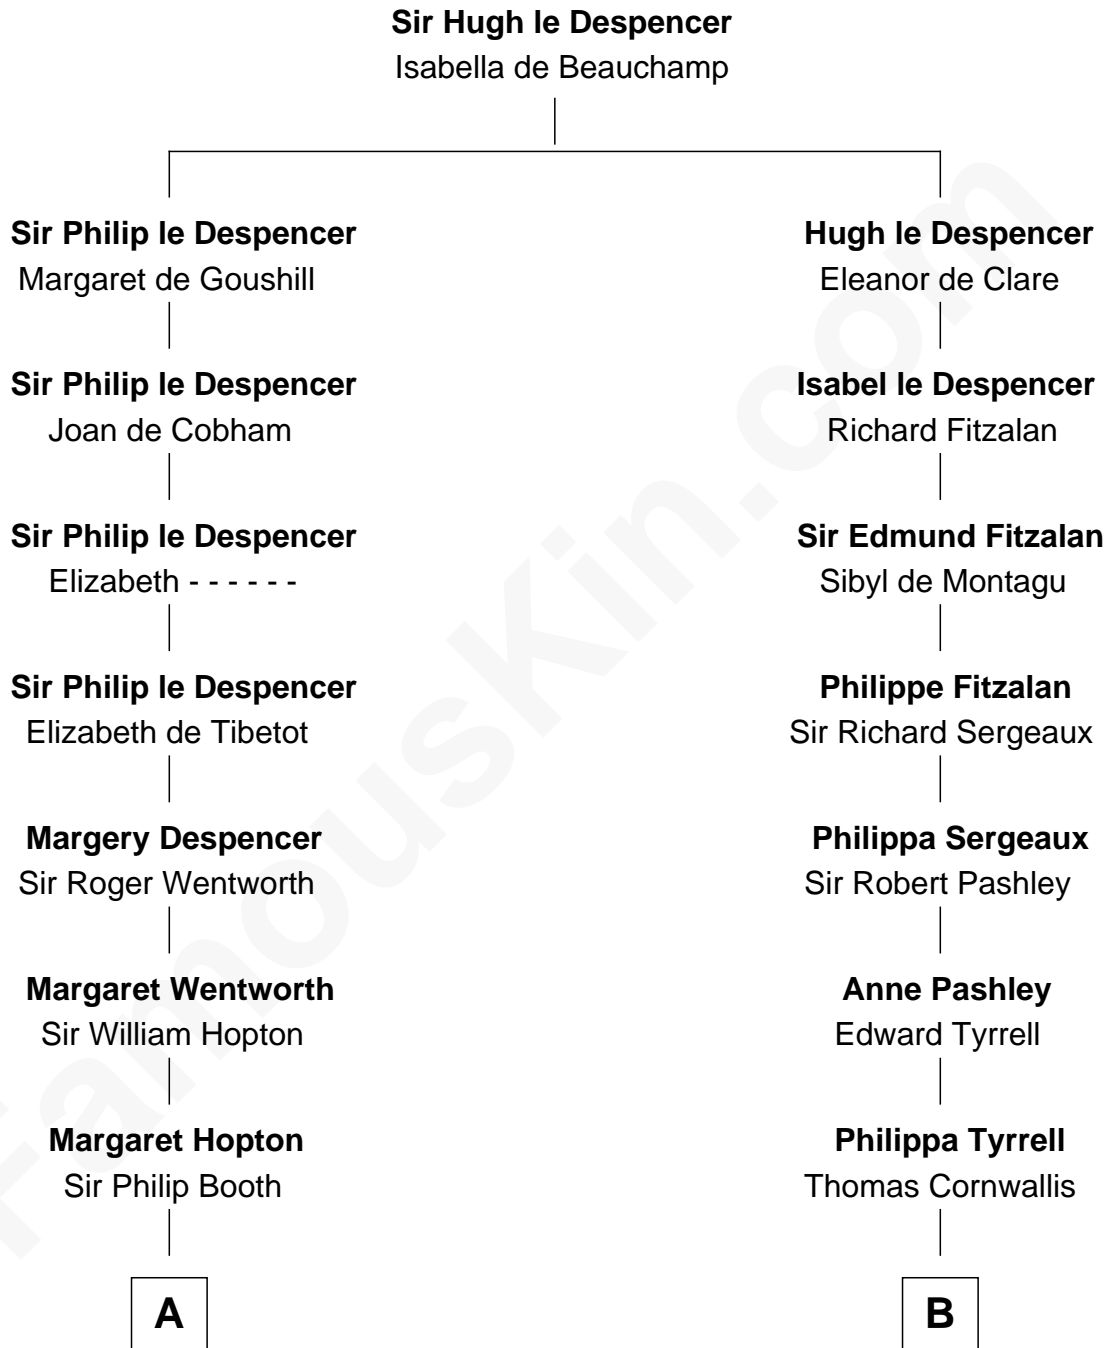 Sir Hugh le Despencer
Isabella de Beauchamp
Sir Philip le Despencer
Margaret de Goushill
Hugh le Despencer
Eleanor de Clare
Sir Philip le Despencer
Joan de Cobham
Isabel le Despencer
Richard Fitzalan
Sir Philip le Despencer
Elizabeth - - - - - -
Sir Edmund Fitzalan
Sibyl de Montagu
Sir Philip le Despencer
Elizabeth de Tibetot
Philippe Fitzalan
Sir Richard Sergeaux
Margery Despencer
Sir Roger Wentworth
Philippa Sergeaux
Sir Robert Pashley
Margaret Wentworth
Sir William Hopton
Anne Pashley
Edward Tyrrell
Margaret Hopton
Sir Philip Booth
Philippa Tyrrell
Thomas Cornwallis
A
B
FamousKin.com